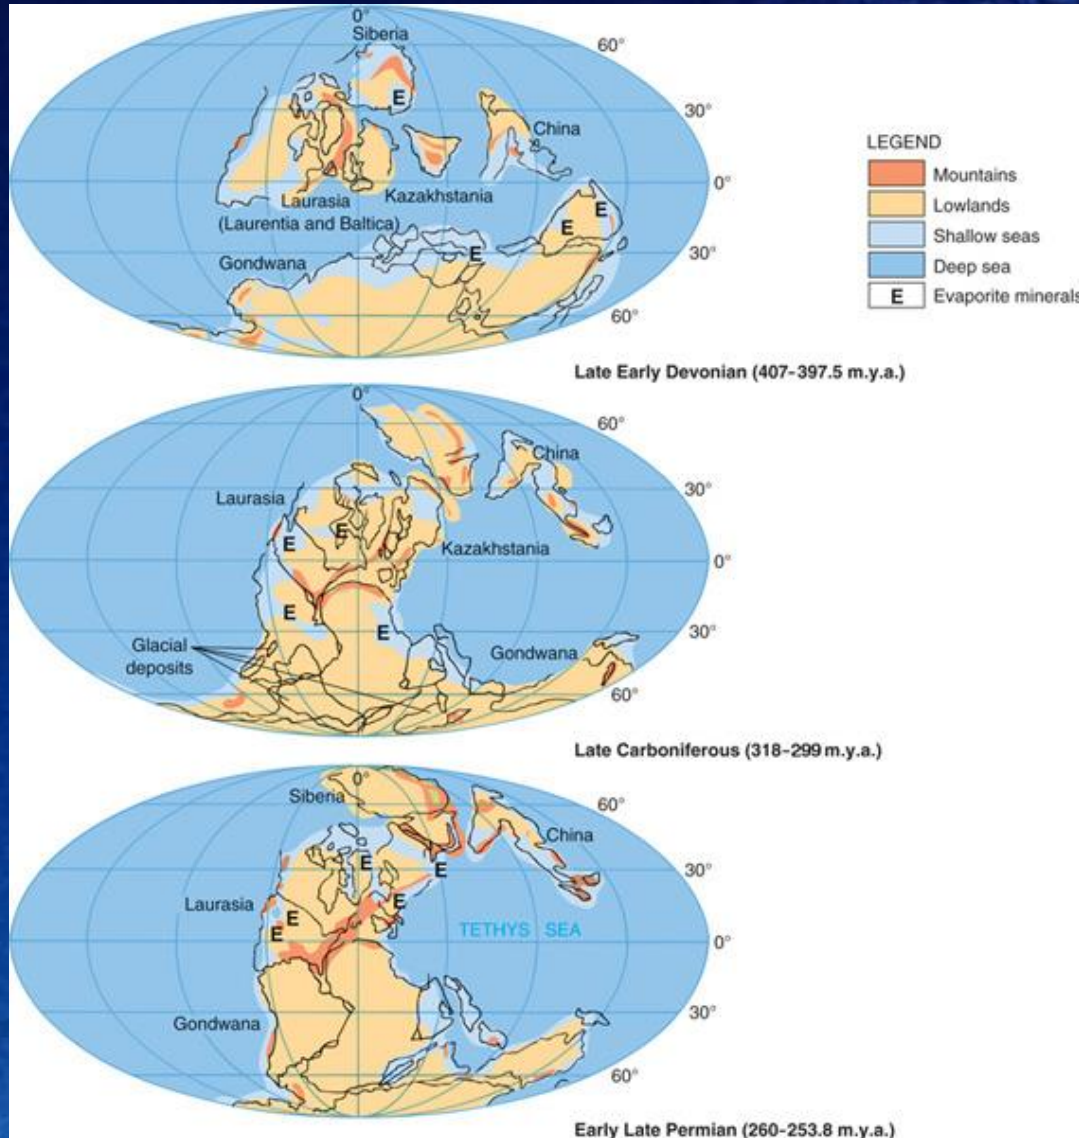 0°
Siberia
60°
E
30°
China
0°
Laurasia
Kazakhstania
(Laurentia and Baltica)
E
E
E
30°
Gondwana
60°
Late Early Devonian (407-397.5 m.y.a.)
LEGEND
Mountains
Lowlands
Shallow seas
Deep sea
E Evaporite minerals
0°
60°
China
Laurasia
30°
E
E
Kazakhstania
0°
E
E
30°
Glacial
deposits
Gondwana
60°
Late Carboniferous (318-299 m.y.a.)
0°
Siberia
60°
China
E
E
30°
Laurasia
E
E
E
TETHYS SEA
0°
30°
Gondwana
60°
Early Late Permian (260-253.8 m.y.a.)